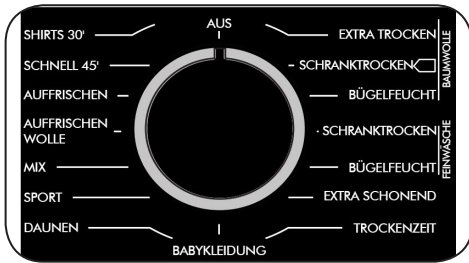 AUS
SHIRTS 30'
SCHNELL 45'
AUFFRISCHEN
AUFFRISCHEN
WOLLE
MIX
SPORT
DAUNEN
BABYKLEIDUNG
EXTRA TROCKEN
SCHRANKTROCKEN
BÜGELFEUCHT
BAUMWOLLE
SCHRANKTROCKEN
BÜGELFEUCHT
FEINWÄSCHE
EXTRA SCHONEND
TROCKENZEIT